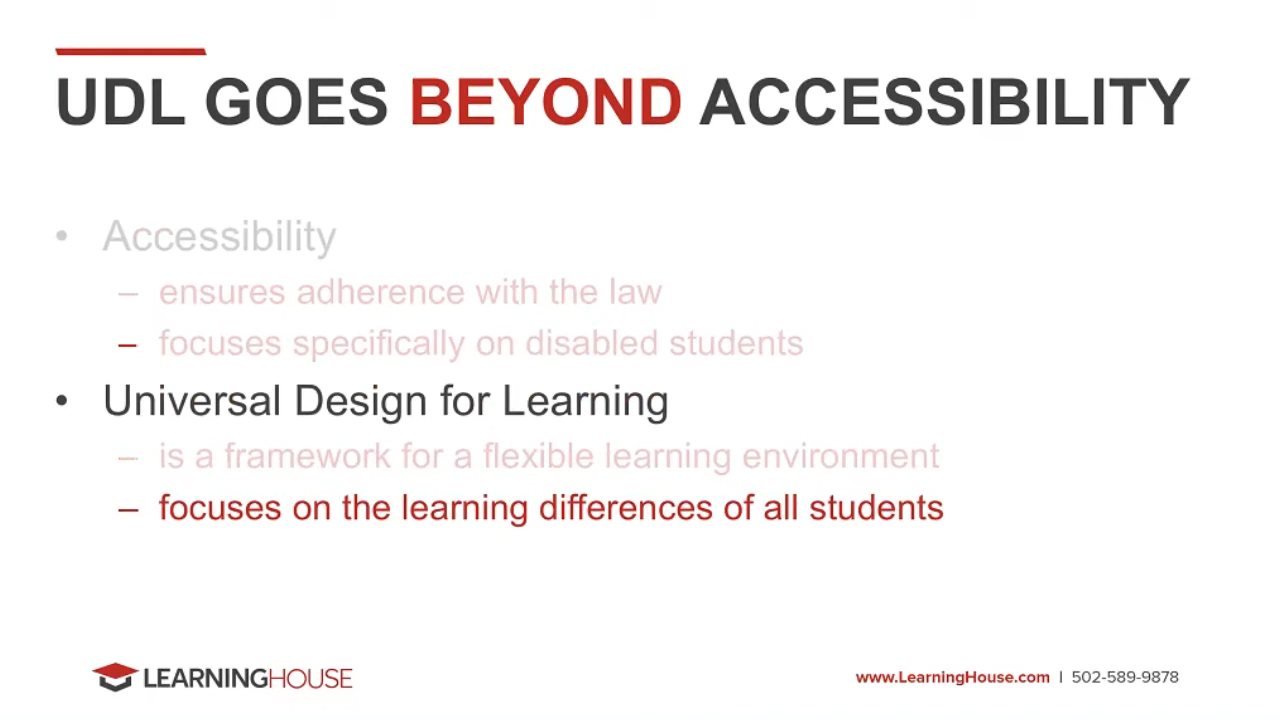 UDL GOES BEYOND ACCESSIBILITY
• Accessibility
– ensures adherence with the law
– focuses specifically on disabled students
• Universal Design for Learning
– is a framework for a flexible learning environment
– focuses on the learning differences of all students
LEARNINGHOUSE
www.LearningHouse.com | 502-589-9878